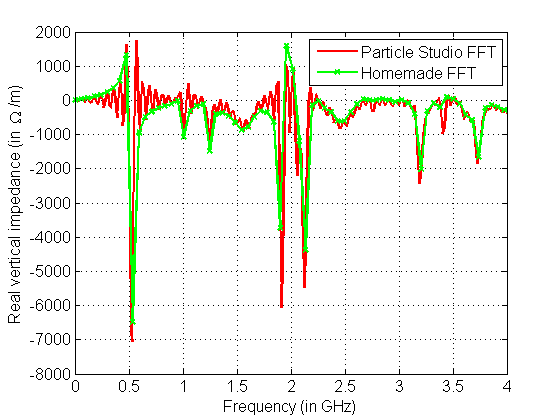 Particle Studio FFT
Homemade FFT
Real vertical impedance (in Ω/m)
2000
1000
0
-1000
-2000
-3000
-4000
-5000
-6000
-7000
-8000
0 0.5 1 1.5 2 2.5 3 3.5 4
Frequency (in GHz)